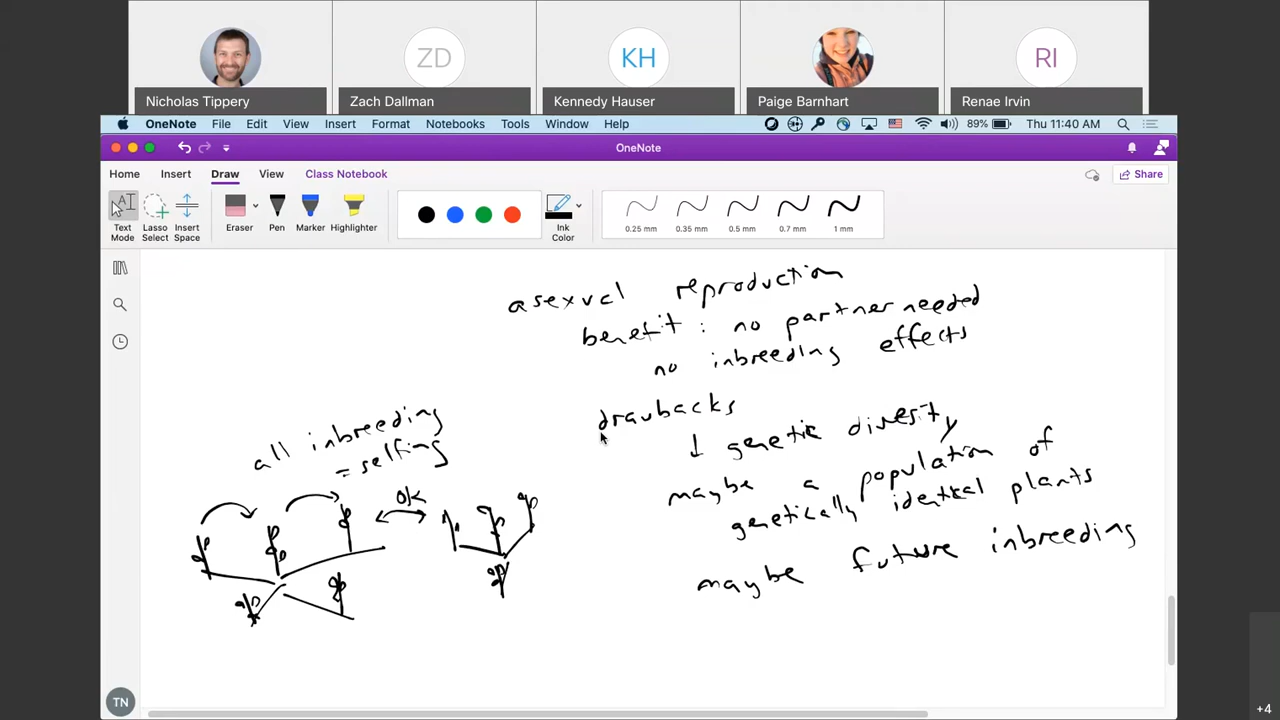 ZD
KH
RI
Nicholas Tippery
Zach Dallman
Kennedy Hauser
Paige Barnhart
Renae Irvin
OneNote File Edit View Insert Format Notebooks Tools Window Help
89% Thu 11:40 AM
OneNote
Home Insert Draw View Class Notebook
Share
Text Mode
Lasso Select
Insert Space
Eraser
Pen
Marker
Highlighter
Ink Color
0.25 mm
0.35 mm
0.5 mm
0.7 mm
1 mm
asexual reproduction
benefit: no partner needed
no inbreeding effects
drawbacks
↓ genetic diversity
maybe a population of
genetically identical plants
maybe future inbreeding
all inbreeding
= selfing
ok
TN
+4